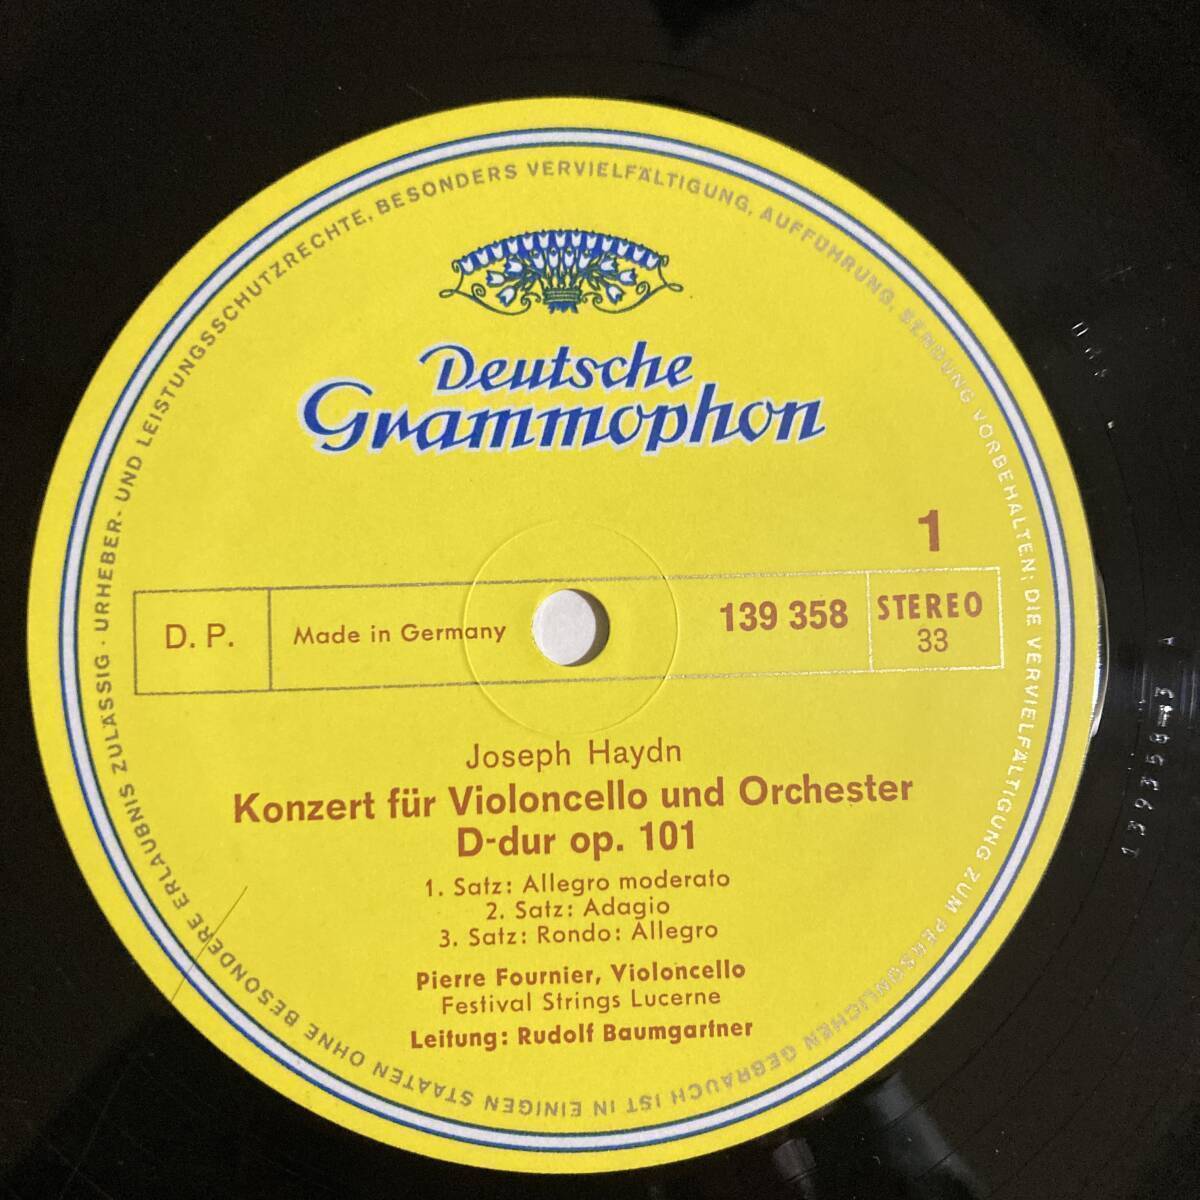 Deutsche
Grammophon
1
D. P.
Made in Germany
139 358
STEREO
33
Joseph Haydn
Konzert für Violoncello und Orchester
D-dur op. 101
1. Satz: Allegro moderato
2. Satz: Adagio
3. Satz: Rondo: Allegro
Pierre Fournier, Violoncello
Festival Strings Lucerne
Leitung: Rudolf Baumgartner
URHEBER- UND LEISTUNGSSCHUTZRECHTE, BESONDERS VERVIELFÄLTIGUNG, AUFFÜHRUNG, SENDUNG VORBEHALTEN; DIE VERVIELFÄLTIGUNG ZUM PERSÖNLICHEN GEBRAUCH IST IN EINIGEN STAATEN OHNE BESONDERE ERLAUBNIS ZULÄSSIG ·